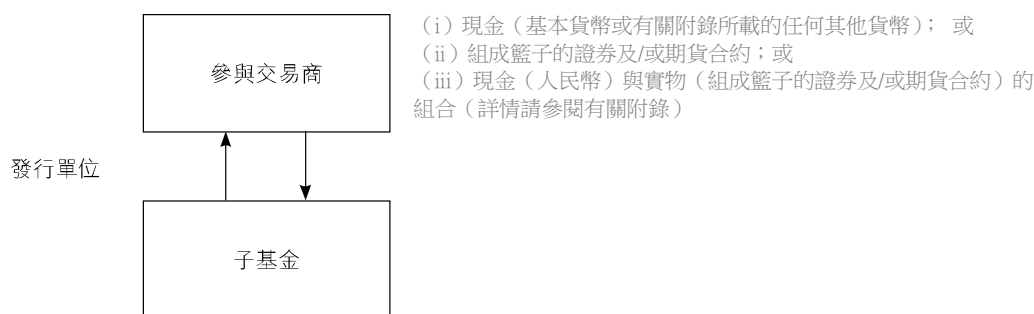 （i）現金（基本貨幣或有關附錄所載的任何其他貨幣）； 或
（ii）組成籃子的證券及/或期貨合約；或
（iii）現金（人民幣）與實物（組成籃子的證券及/或期貨合約）的
組合（詳情請參閱有關附錄）
參與交易商
發行單位
子基金